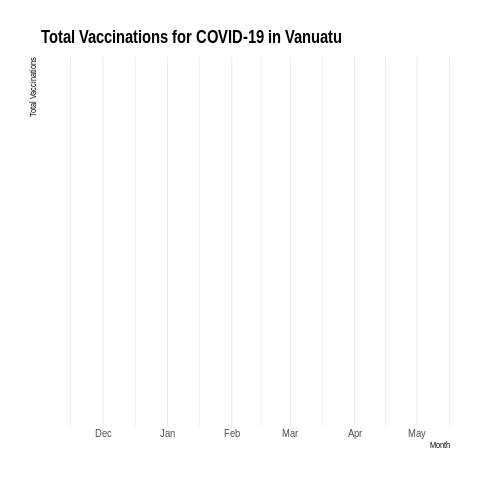 Total Vaccinations for COVID-19 in Vanuatu
Total Vaccinations
Dec Jan Feb Mar Apr May
Month